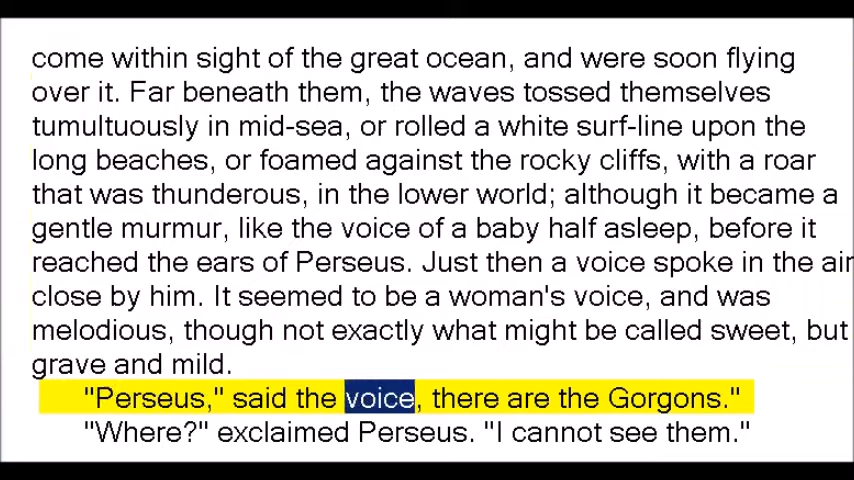 come within sight of the great ocean, and were soon flying
over it. Far beneath them, the waves tossed themselves
tumultuously in mid-sea, or rolled a white surf-line upon the
long beaches, or foamed against the rocky cliffs, with a roar
that was thunderous, in the lower world; although it became a
gentle murmur, like the voice of a baby half asleep, before it
reached the ears of Perseus. Just then a voice spoke in the air
close by him. It seemed to be a woman's voice, and was
melodious, though not exactly what might be called sweet, but
grave and mild.
"Perseus," said the voice, there are the Gorgons."
"Where?" exclaimed Perseus. "I cannot see them."